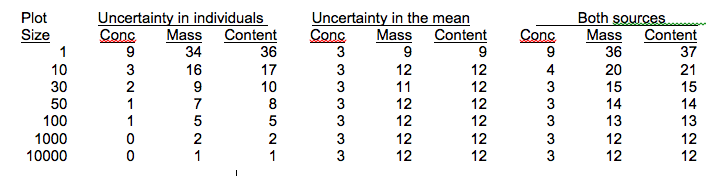 Plot Uncertainty in individuals Uncertainty in the mean Both sources
Size Conc Mass Content Conc Mass Content Conc Mass Content
1 9 34 36 3 9 9 9 36 37
10 3 16 17 3 12 12 4 20 21
30 2 9 10 3 11 12 3 15 15
50 1 7 8 3 12 12 3 14 14
100 1 5 5 3 12 12 3 13 13
1000 0 2 2 3 12 12 3 12 12
10000 0 1 1 3 12 12 3 12 12